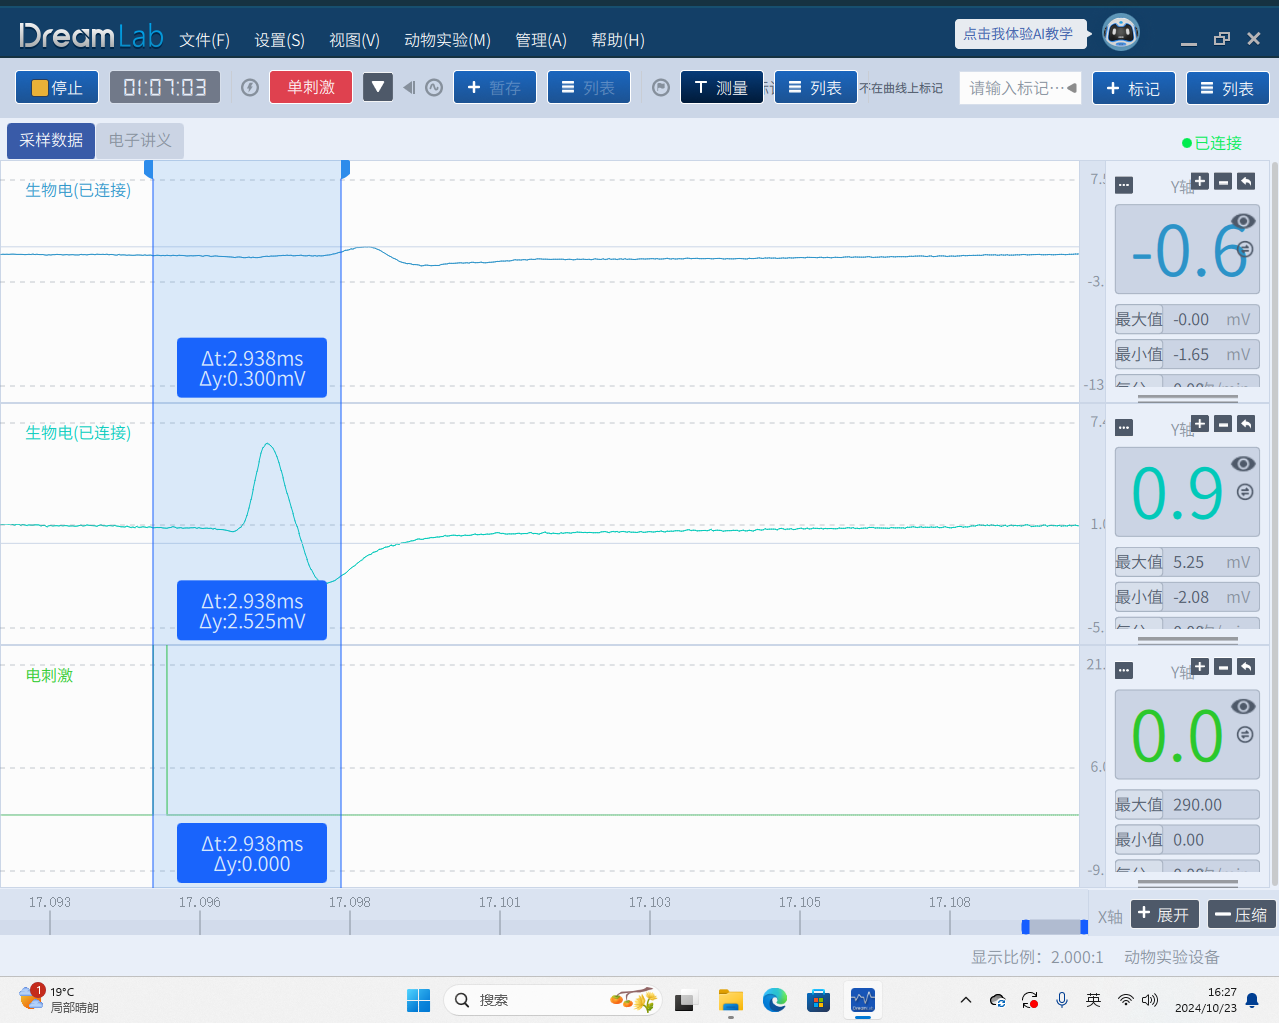 DreamLab 文件(F) 设置(S) 视图(V) 动物实验(M) 管理(A) 帮助(H) 点击我体验AI教学
停止 01:07:03 单刺激 暂存 列表 测量 列表 不在曲线上标记 请输入标记… 标记 列表
采样数据 电子讲义 已连接
生物电(已连接)
Δt:2.938ms
Δy:0.300mV
7.5
-3.
-13
Y轴
-0.6
最大值 -0.00 mV
最小值 -1.65 mV
生物电(已连接)
Δt:2.938ms
Δy:2.525mV
7.4
1.0
-5.
Y轴
0.9
最大值 5.25 mV
最小值 -2.08 mV
电刺激
Δt:2.938ms
Δy:0.000
21.
6.0
-9.
Y轴
0.0
最大值 290.00
最小值 0.00
17.093 17.096 17.098 17.101 17.103 17.105 17.108
X轴 展开 压缩
显示比例: 2.000:1 动物实验设备
1 19°C
局部晴朗
搜索
英
16:27
2024/10/23